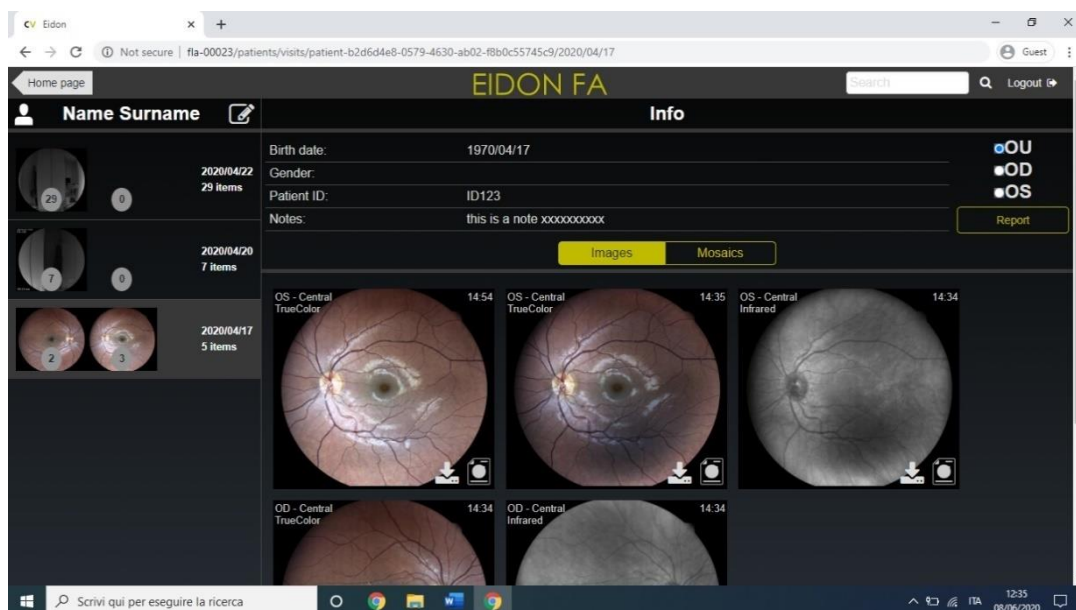 CV Eidon
Not secure | fla-00023/patients/visits/patient-b2d6d4e8-0579-4630-ab02-f8b0c55745c9/2020/04/17
Guest
Home page
EIDON FA
Search
Logout
Name Surname
Info
2020/04/22
29 items
29
0
2020/04/20
7 items
7
0
2020/04/17
5 items
2
3
Birth date: 1970/04/17
Gender:
Patient ID: ID123
Notes: this is a note xxxxxxxxxx
OU
OD
OS
Report
Images
Mosaics
OS - Central 14:54
TrueColor
OS - Central 14:35
TrueColor
OS - Central 14:34
Infrared
OD - Central 14:34
TrueColor
OD - Central 14:34
Infrared
Scrivi qui per eseguire la ricerca
ITA
12:35
08/06/2020